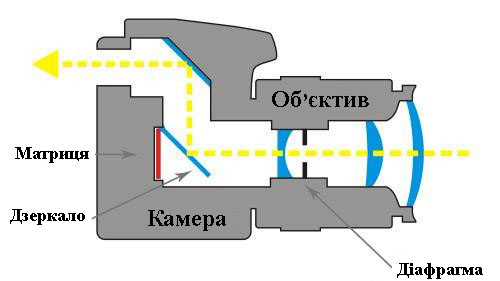 Об’єктив
Матриця
Дзеркало
Камера
Діафрагма